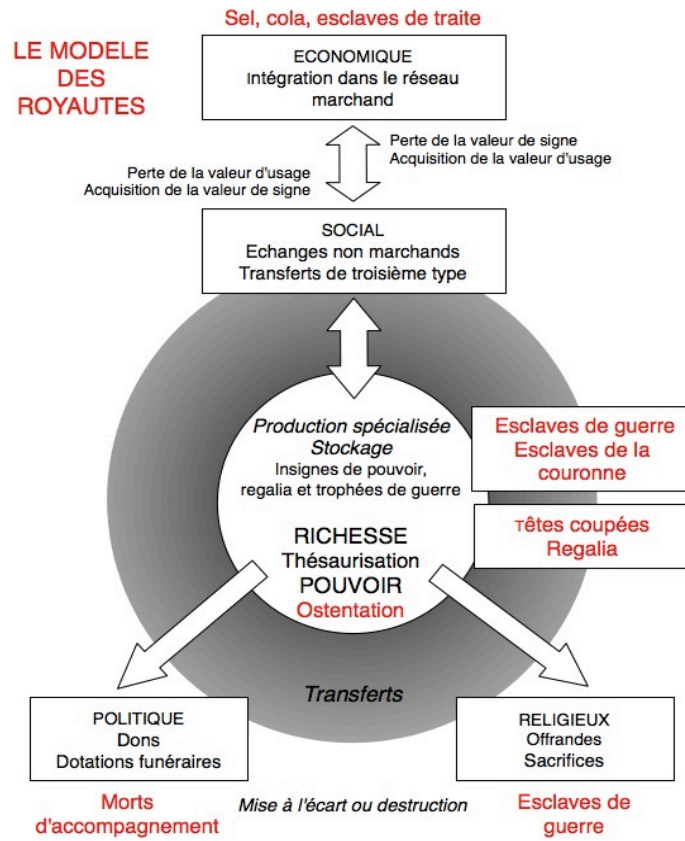 Sel, cola, esclaves de traite
LE MODELE
DES
ROYAUTES
ECONOMIQUE
Intégration dans le réseau
marchand
Perte de la valeur de signe
Acquisition de la valeur d'usage
Perte de la valeur d'usage
Acquisition de la valeur de signe
SOCIAL
Echanges non marchands
Transferts de troisième type
Production spécialisée
Stockage
Insignes de pouvoir,
regalia et trophées de guerre
RICHESSE
Thésaurisation
POUVOIR
Ostentation
Esclaves de guerre
Esclaves de la
couronne
Têtes coupées
Regalia
Transferts
POLITIQUE
Dons
Dotations funéraires
RELIGIEUX
Offrandes
Sacrifices
Morts
d'accompagnement
Mise à l'écart ou destruction
Esclaves de
guerre